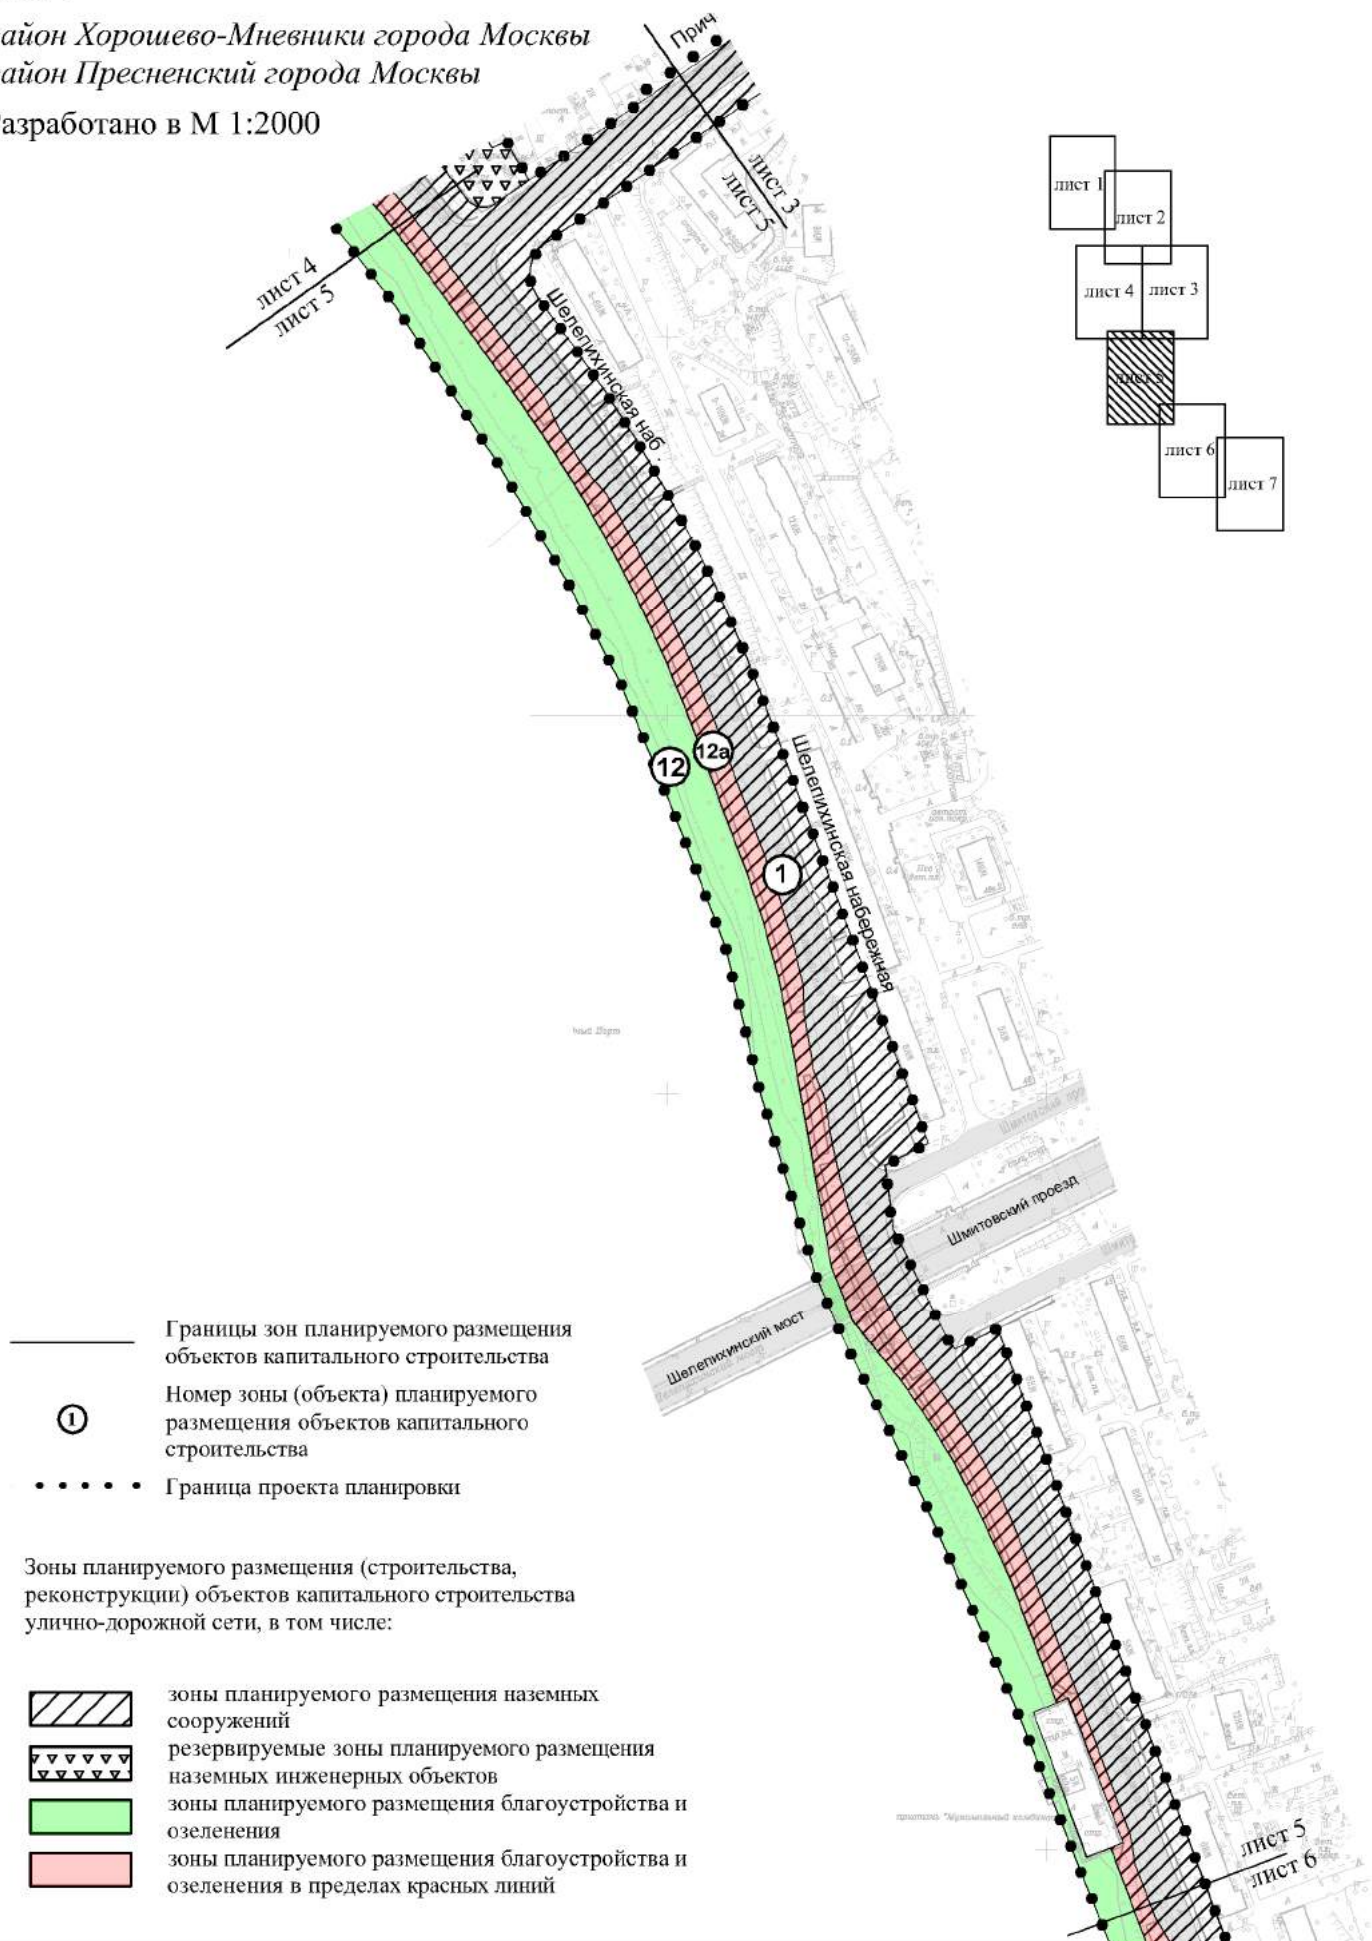 айон Хорошево-Мневники города Москвы
айон Пресненский города Москвы
азработано в М 1:2000
Прич
лист 3
лист 5
лист 4
лист 5
лист 1
лист 2
лист 4
лист 3
лист 5
лист 6
лист 7
Шелепихинская наб.
12
12а
1
Шелепихинская набережная
Шмитовский проезд
Шелепихинский мост
Границы зон планируемого размещения
объектов капитального строительства
1
Номер зоны (объекта) планируемого
размещения объектов капитального
строительства
Граница проекта планировки
Зоны планируемого размещения (строительства,
реконструкции) объектов капитального строительства
улично-дорожной сети, в том числе:
зоны планируемого размещения наземных
сооружений
резервируемые зоны планируемого размещения
наземных инженерных объектов
зоны планируемого размещения благоустройства и
озеленения
зоны планируемого размещения благоустройства и
озеленения в пределах красных линий
лист 5
лист 6